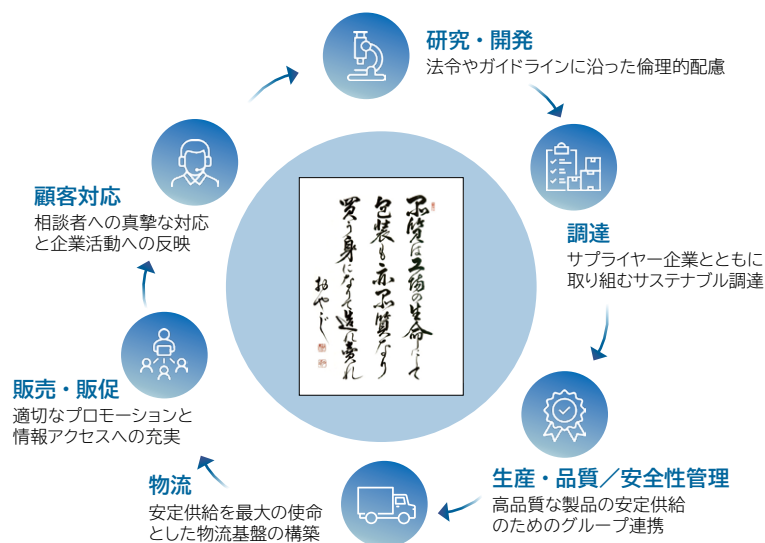 研究・開発
法令やガイドラインに沿った倫理的配慮
調達
サプライヤー企業とともに
取り組むサステナブル調達
生産・品質／安全性管理
高品質な製品の安定供給
のためのグループ連携
物流
安定供給を最大の使命
とした物流基盤の構築
販売・販促
適切なプロモーションと
情報アクセスへの充実
顧客対応
相談者への真摯な対応
と企業活動への反映
品質は工場の生命にして
包装も亦品質なり
買う身になりて造れ売れ
おやじ